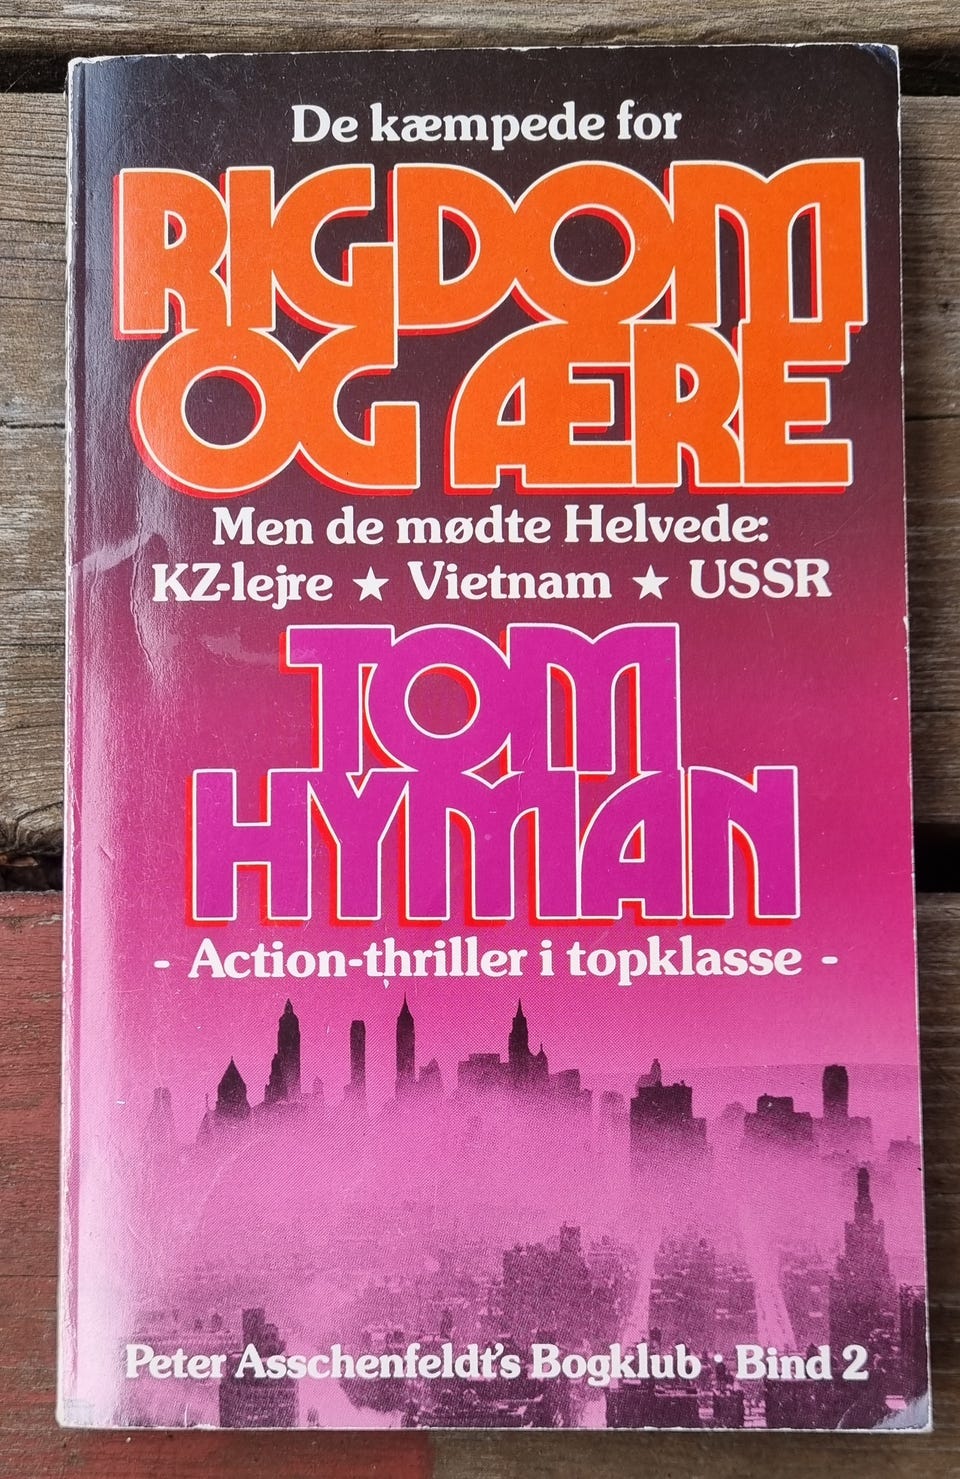 De kæmpede for
RIGDOM
OG ÆRE
Men de mødte Helvede:
KZ-lejre ★ Vietnam ★ USSR
TOM
HYMAN
- Action-thriller i topklasse -
Peter Asschenfeldt's Bogklub · Bind 2